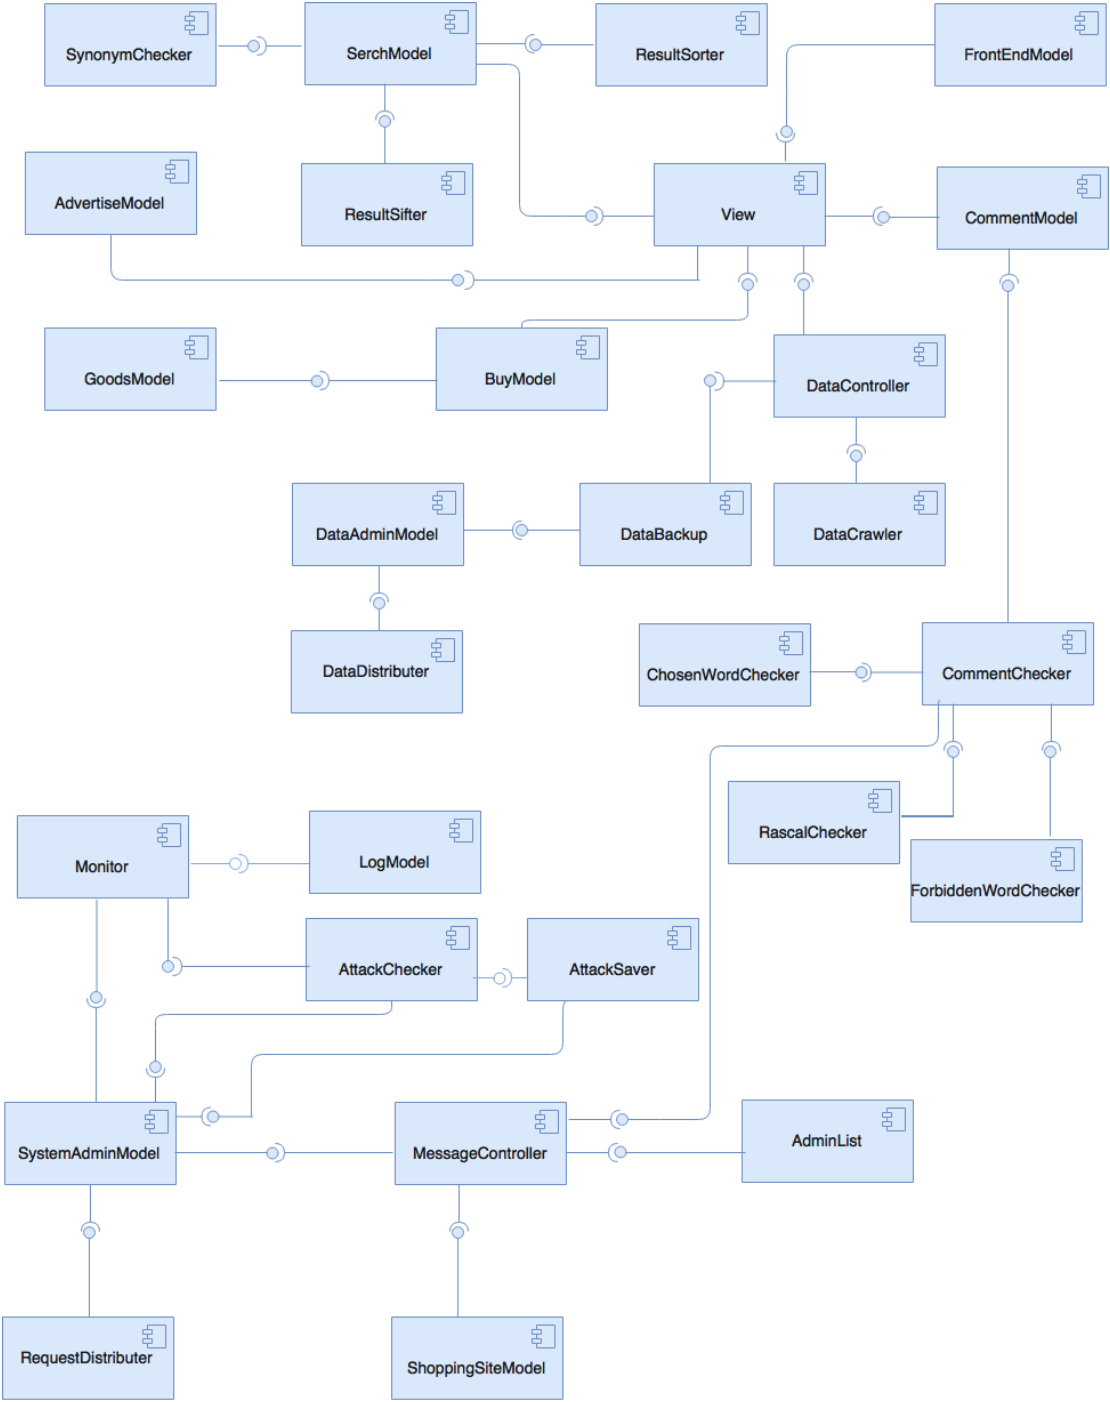 SynonymChecker
SerchModel
ResultSorter
FrontEndModel
AdvertiseModel
ResultSifter
View
CommentModel
GoodsModel
BuyModel
DataController
DataAdminModel
DataBackup
DataCrawler
DataDistributer
ChosenWordChecker
CommentChecker
RascalChecker
Monitor
LogModel
ForbiddenWordChecker
AttackChecker
AttackSaver
SystemAdminModel
MessageController
AdminList
RequestDistributer
ShoppingSiteModel